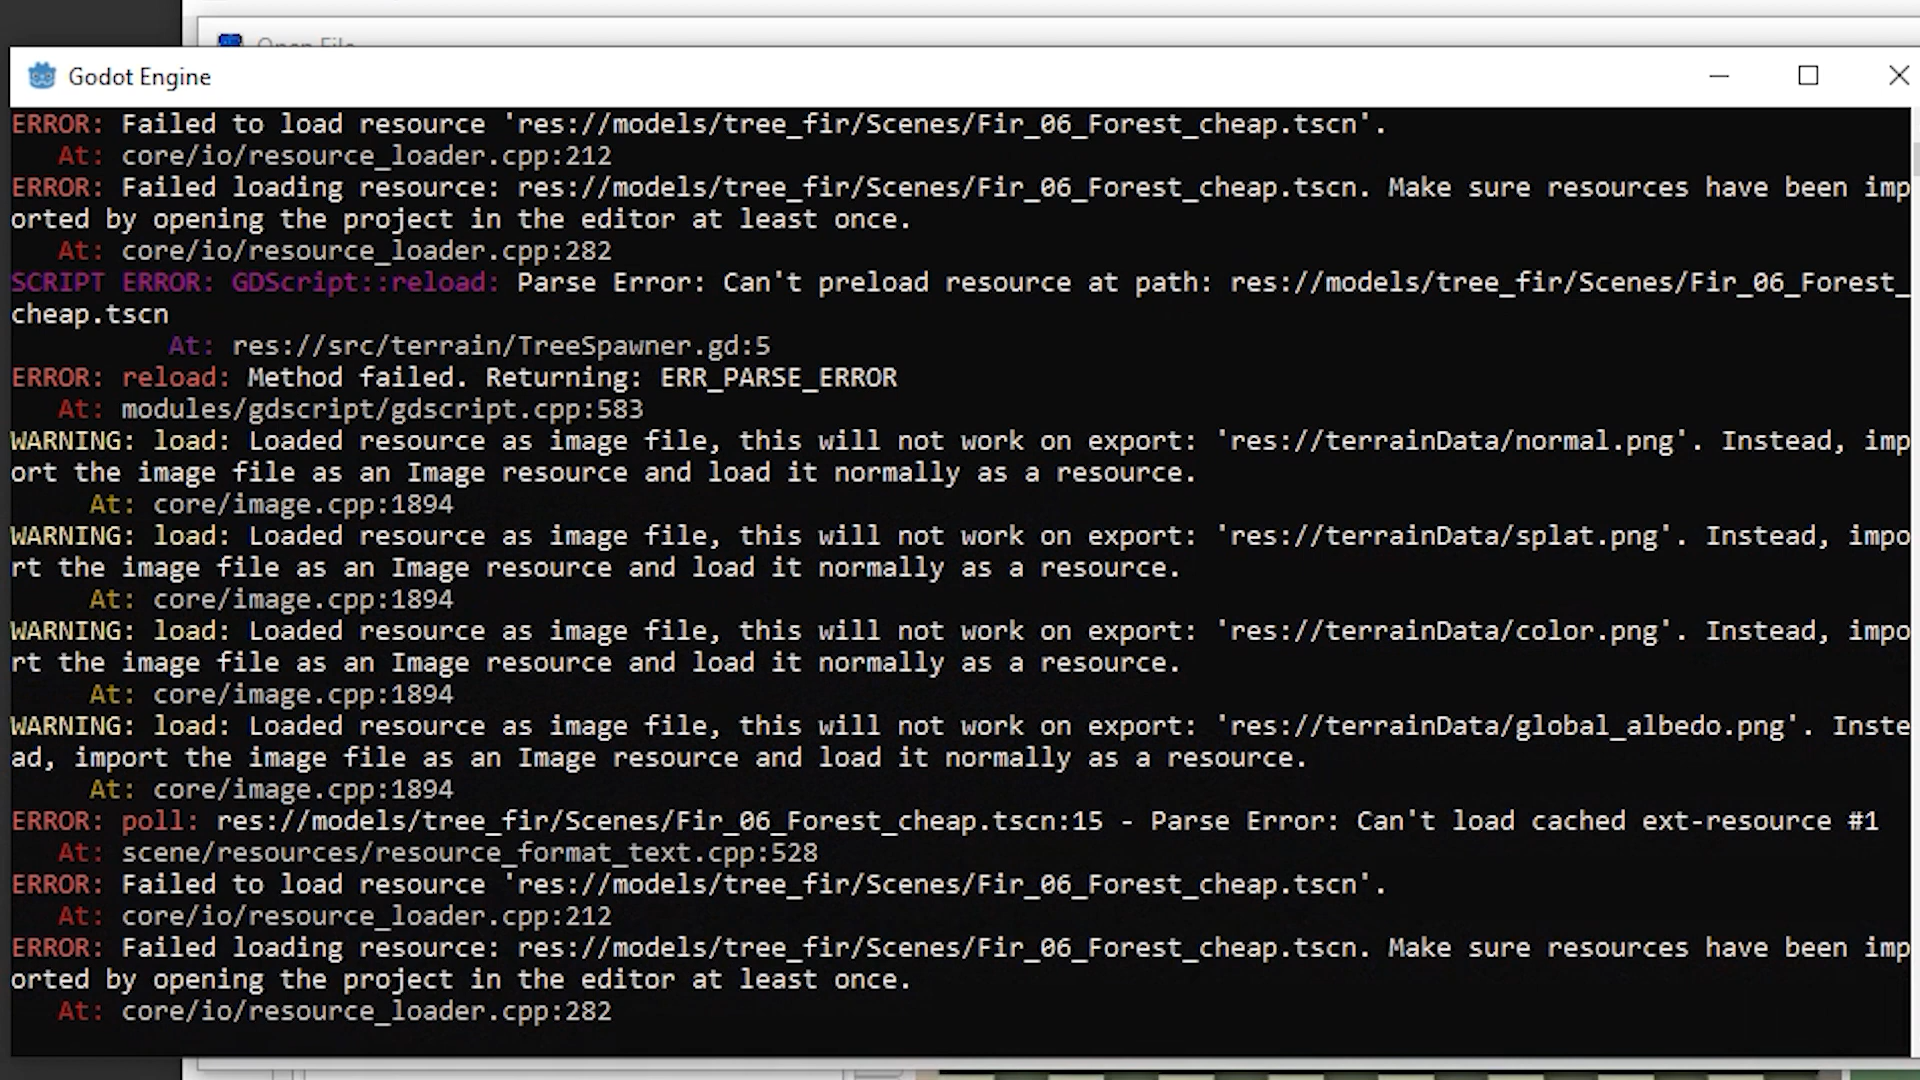 Open File
Godot Engine
ERROR: Failed to load resource 'res://models/tree_fir/Scenes/Fir_06_Forest_cheap.tscn'.
At: core/io/resource_loader.cpp:212
ERROR: Failed loading resource: res://models/tree_fir/Scenes/Fir_06_Forest_cheap.tscn. Make sure resources have been imp
orted by opening the project in the editor at least once.
At: core/io/resource_loader.cpp:282
SCRIPT ERROR: GDScript::reload: Parse Error: Can't preload resource at path: res://models/tree_fir/Scenes/Fir_06_Forest_
cheap.tscn
At: res://src/terrain/TreeSpawner.gd:5
ERROR: reload: Method failed. Returning: ERR_PARSE_ERROR
At: modules/gdscript/gdscript.cpp:583
WARNING: load: Loaded resource as image file, this will not work on export: 'res://terrainData/normal.png'. Instead, imp
ort the image file as an Image resource and load it normally as a resource.
At: core/image.cpp:1894
WARNING: load: Loaded resource as image file, this will not work on export: 'res://terrainData/splat.png'. Instead, impo
rt the image file as an Image resource and load it normally as a resource.
At: core/image.cpp:1894
WARNING: load: Loaded resource as image file, this will not work on export: 'res://terrainData/color.png'. Instead, impo
rt the image file as an Image resource and load it normally as a resource.
At: core/image.cpp:1894
WARNING: load: Loaded resource as image file, this will not work on export: 'res://terrainData/global_albedo.png'. Inste
ad, import the image file as an Image resource and load it normally as a resource.
At: core/image.cpp:1894
ERROR: poll: res://models/tree_fir/Scenes/Fir_06_Forest_cheap.tscn:15 - Parse Error: Can't load cached ext-resource #1
At: scene/resources/resource_format_text.cpp:528
ERROR: Failed to load resource 'res://models/tree_fir/Scenes/Fir_06_Forest_cheap.tscn'.
At: core/io/resource_loader.cpp:212
ERROR: Failed loading resource: res://models/tree_fir/Scenes/Fir_06_Forest_cheap.tscn. Make sure resources have been imp
orted by opening the project in the editor at least once.
At: core/io/resource_loader.cpp:282